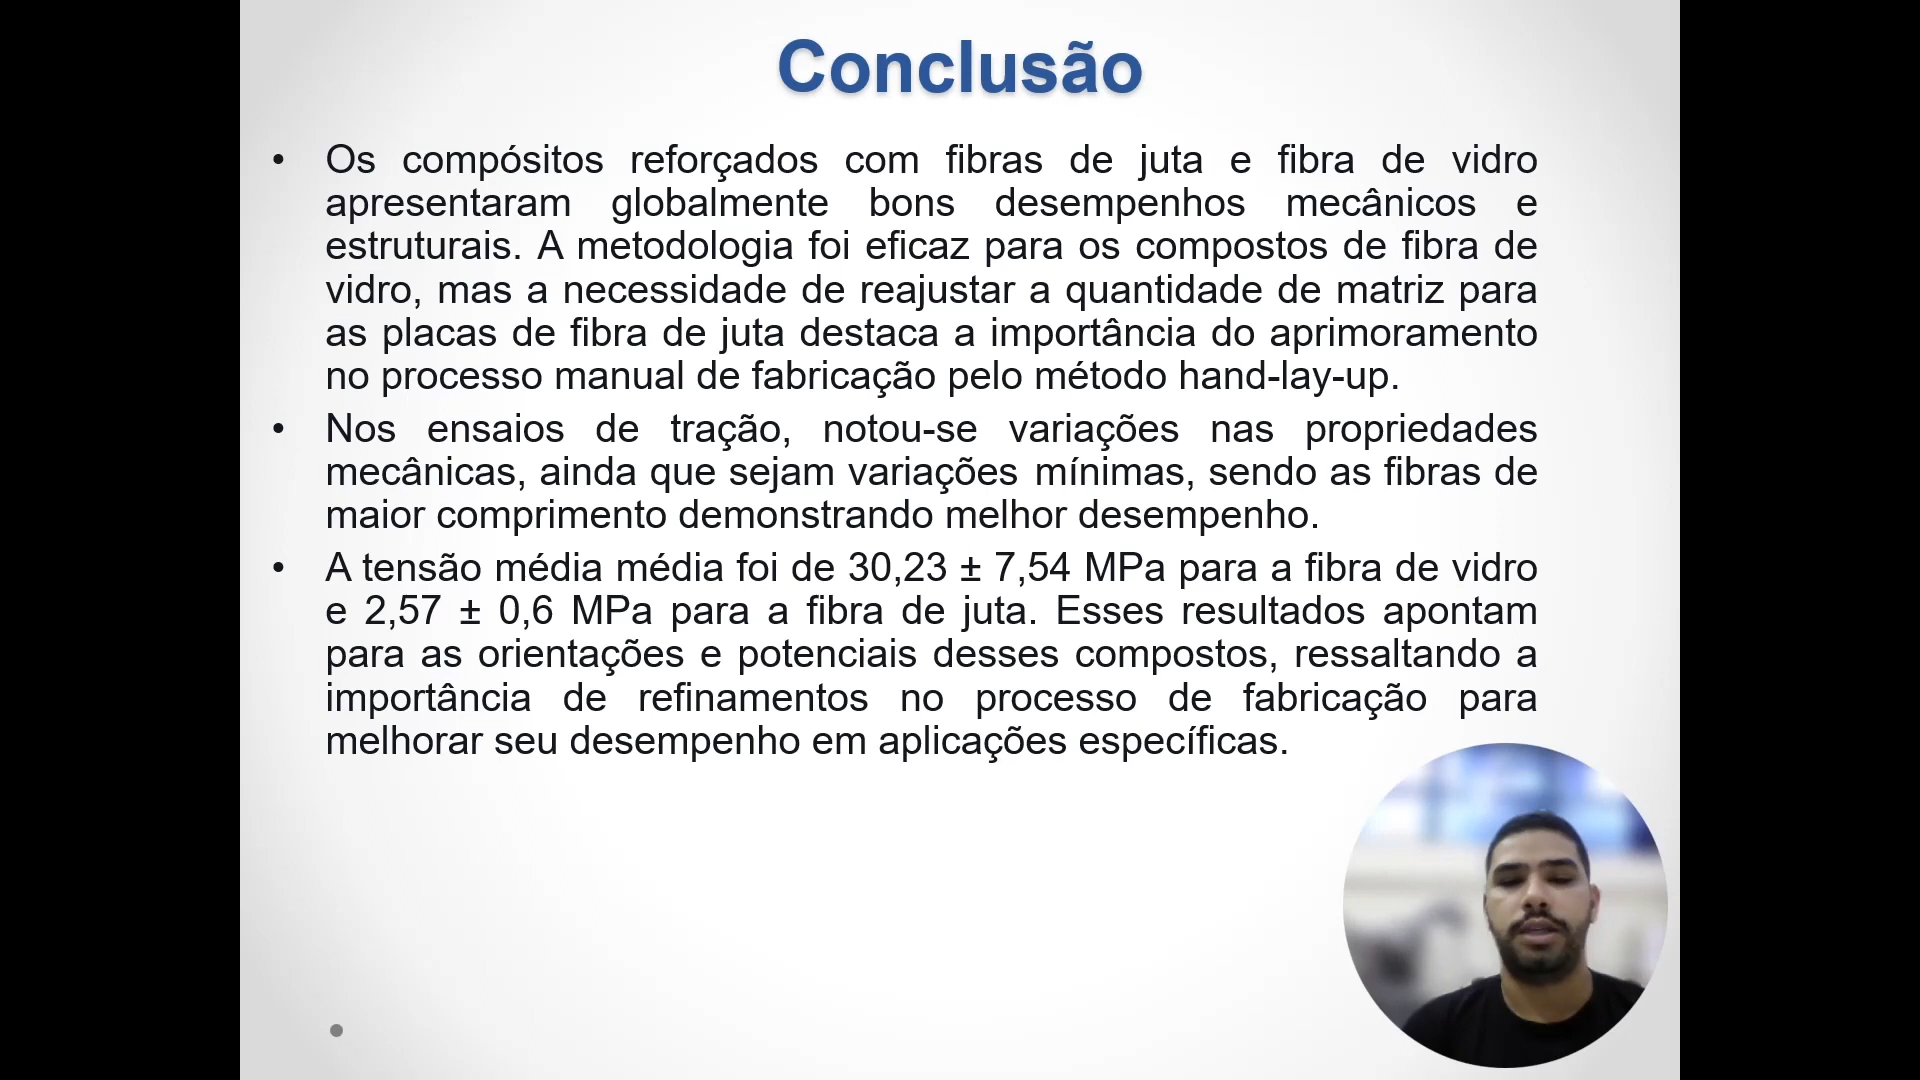 Conclusão
• Os compósitos reforçados com fibras de juta e fibra de vidro
apresentaram globalmente bons desempenhos mecânicos e
estruturais. A metodologia foi eficaz para os compostos de fibra de
vidro, mas a necessidade de reajustar a quantidade de matriz para
as placas de fibra de juta destaca a importância do aprimoramento
no processo manual de fabricação pelo método hand-lay-up.
• Nos ensaios de tração, notou-se variações nas propriedades
mecânicas, ainda que sejam variações mínimas, sendo as fibras de
maior comprimento demonstrando melhor desempenho.
• A tensão média média foi de 30,23 ± 7,54 MPa para a fibra de vidro
e 2,57 ± 0,6 MPa para a fibra de juta. Esses resultados apontam
para as orientações e potenciais desses compostos, ressaltando a
importância de refinamentos no processo de fabricação para
melhorar seu desempenho em aplicações específicas.